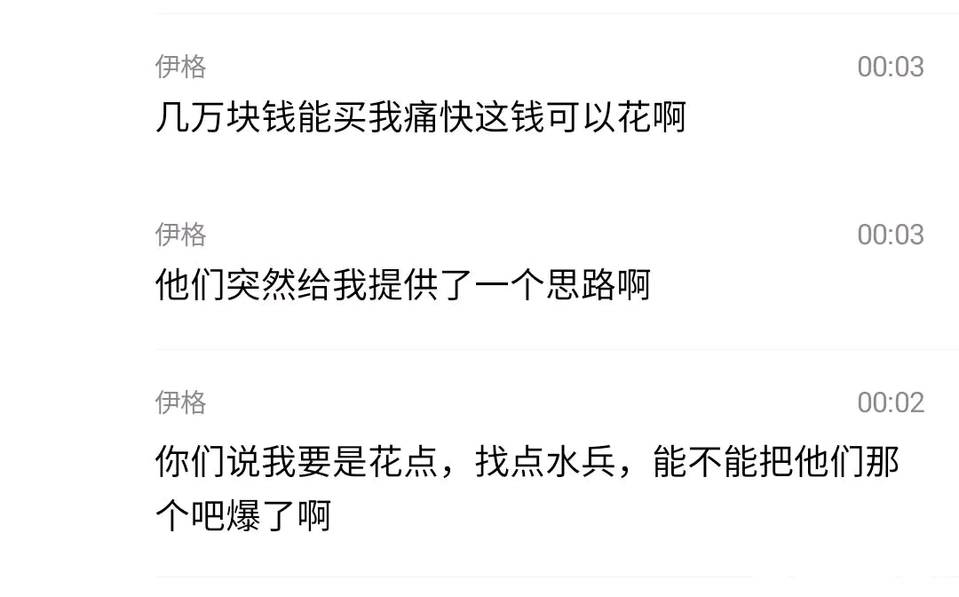 伊格 00:03
几万块钱能买我痛快这钱可以花啊
伊格 00:03
他们突然给我提供了一个思路啊
伊格 00:02
你们说我要是花点，找点水兵，能不能把他们那
个吧爆了啊